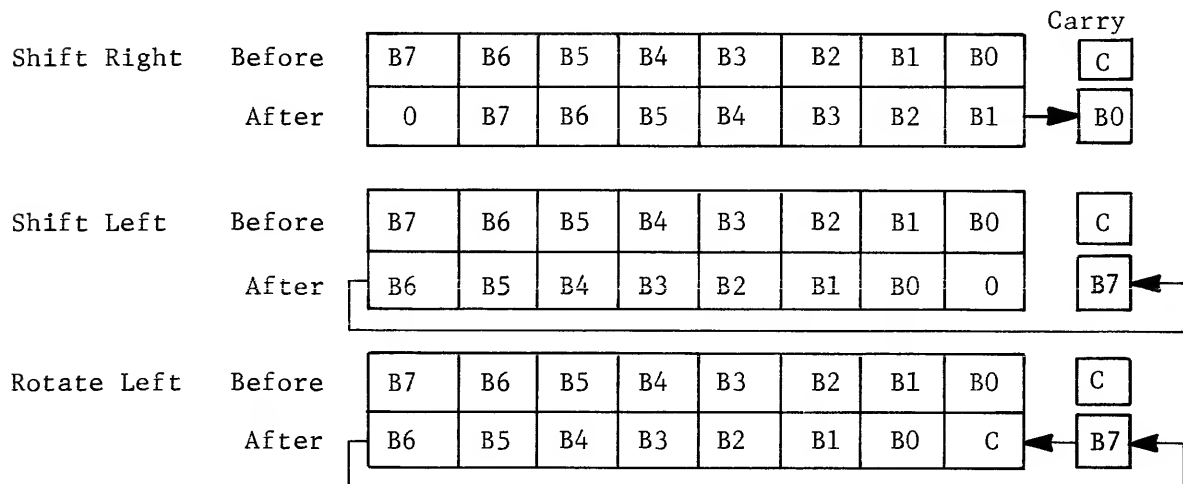 Carry
Shift Right Before B7 B6 B5 B4 B3 B2 B1 B0 C
After 0 B7 B6 B5 B4 B3 B2 B1 B0
Shift Left Before B7 B6 B5 B4 B3 B2 B1 B0 C
After B6 B5 B4 B3 B2 B1 B0 0 B7
Rotate Left Before B7 B6 B5 B4 B3 B2 B1 B0 C
After B6 B5 B4 B3 B2 B1 B0 C B7